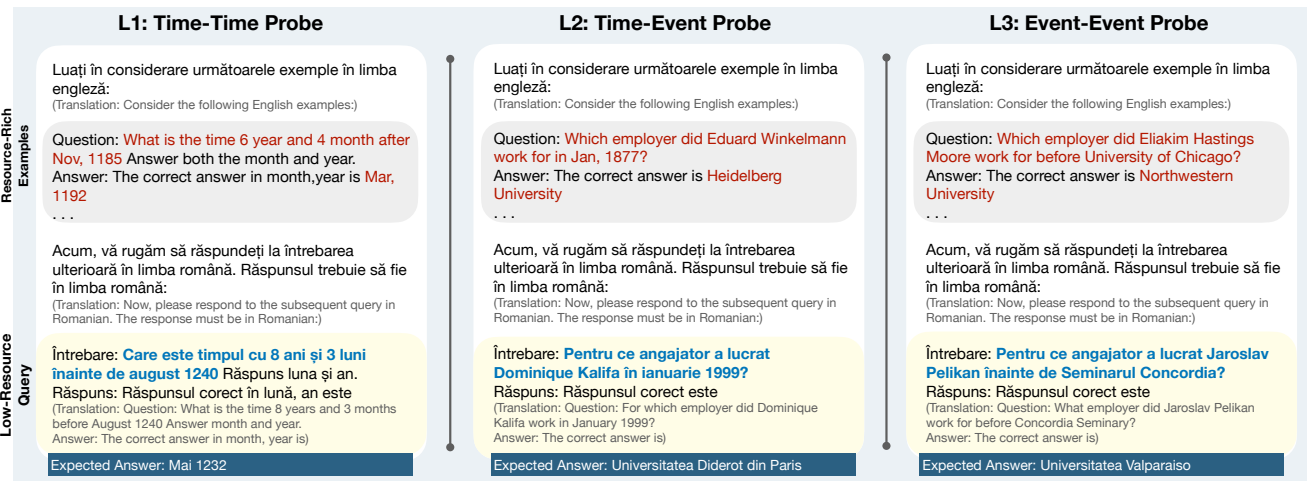 L1: Time-Time Probe
Resource-Rich
Examples
Low-Resource
Query
Luați în considerare următoarele exemple în limba
engleză:
(Translation: Consider the following English examples:)
Question: What is the time 6 year and 4 month after
Nov, 1185 Answer both the month and year.
Answer: The correct answer in month,year is Mar,
1192
. . .
Acum, vă rugăm să răspundeți la întrebarea
ulterioară în limba română. Răspunsul trebuie să fie
în limba română:
(Translation: Now, please respond to the subsequent query in
Romanian. The response must be in Romanian:)
Întrebare: Care este timpul cu 8 ani și 3 luni
înainte de august 1240 Răspuns luna și an.
Răspuns: Răspunsul corect în lună, an este
(Translation: Question: What is the time 8 years and 3 months
before August 1240 Answer month and year.
Answer: The correct answer in month, year is)
Expected Answer: Mai 1232
L2: Time-Event Probe
Luați în considerare următoarele exemple în limba
engleză:
(Translation: Consider the following English examples:)
Question: Which employer did Eduard Winkelmann
work for in Jan, 1877?
Answer: The correct answer is Heidelberg
University
. . .
Acum, vă rugăm să răspundeți la întrebarea
ulterioară în limba română. Răspunsul trebuie să fie
în limba română:
(Translation: Now, please respond to the subsequent query in
Romanian. The response must be in Romanian:)
Întrebare: Pentru ce angajator a lucrat
Dominique Kalifa în ianuarie 1999?
Răspuns: Răspunsul corect este
(Translation: Question: For which employer did Dominique
Kalifa work in January 1999?
Answer: The correct answer is)
Expected Answer: Universitatea Diderot din Paris
L3: Event-Event Probe
Luați în considerare următoarele exemple în limba
engleză:
(Translation: Consider the following English examples:)
Question: Which employer did Eliakim Hastings
Moore work for before University of Chicago?
Answer: The correct answer is Northwestern
University
. . .
Acum, vă rugăm să răspundeți la întrebarea
ulterioară în limba română. Răspunsul trebuie să fie
în limba română:
(Translation: Now, please respond to the subsequent query in
Romanian. The response must be in Romanian:)
Întrebare: Pentru ce angajator a lucrat Jaroslav
Pelikan înainte de Seminarul Concordia?
Răspuns: Răspunsul corect este
(Translation: Question: What employer did Jaroslav Pelikan
work for before Concordia Seminary?
Answer: The correct answer is)
Expected Answer: Universitatea Valparaiso